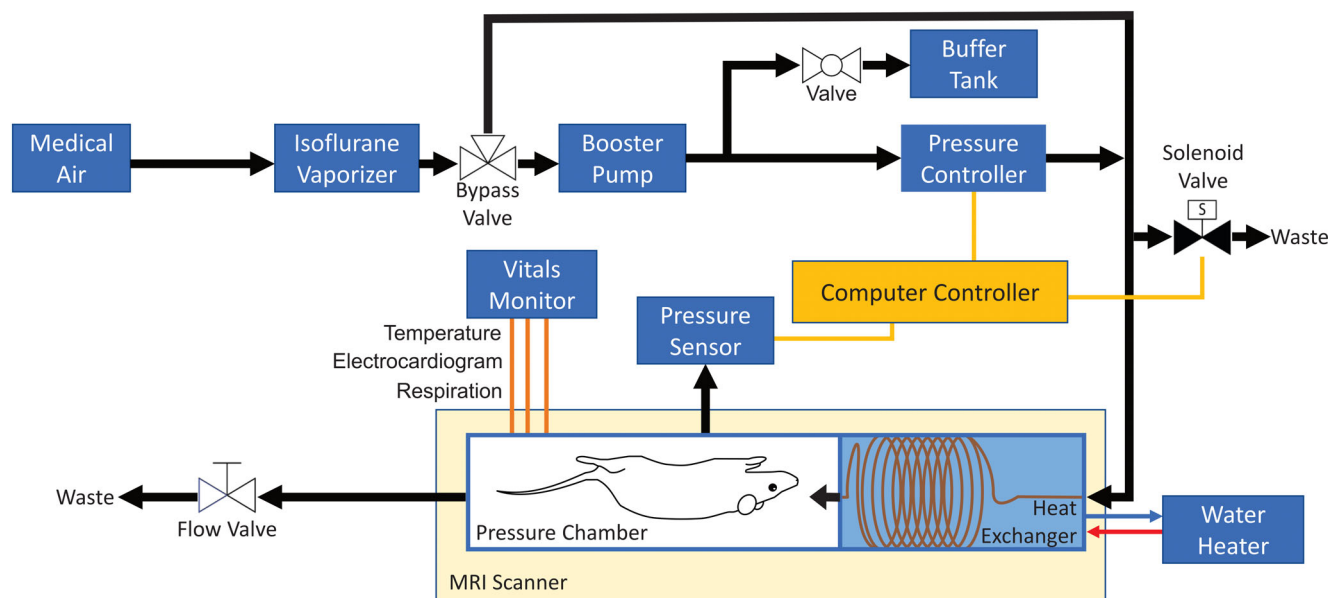 Medical
Air
Isoflurane
Vaporizer
Bypass
Valve
Booster
Pump
Valve
Buffer
Tank
Pressure
Controller
Solenoid
Valve
S
Waste
Computer Controller
Vitals
Monitor
Temperature
Electrocardiogram
Respiration
Pressure
Sensor
Waste
Flow Valve
Pressure Chamber
Heat
Exchanger
Water
Heater
MRI Scanner